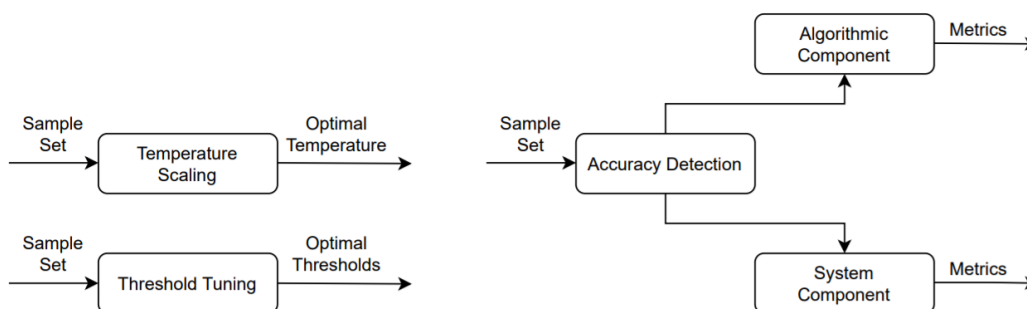 Sample
Set
Temperature
Scaling
Optimal
Temperature
Sample
Set
Threshold Tuning
Optimal
Thresholds
Sample
Set
Accuracy Detection
Algorithmic
Component
Metrics
System
Component
Metrics